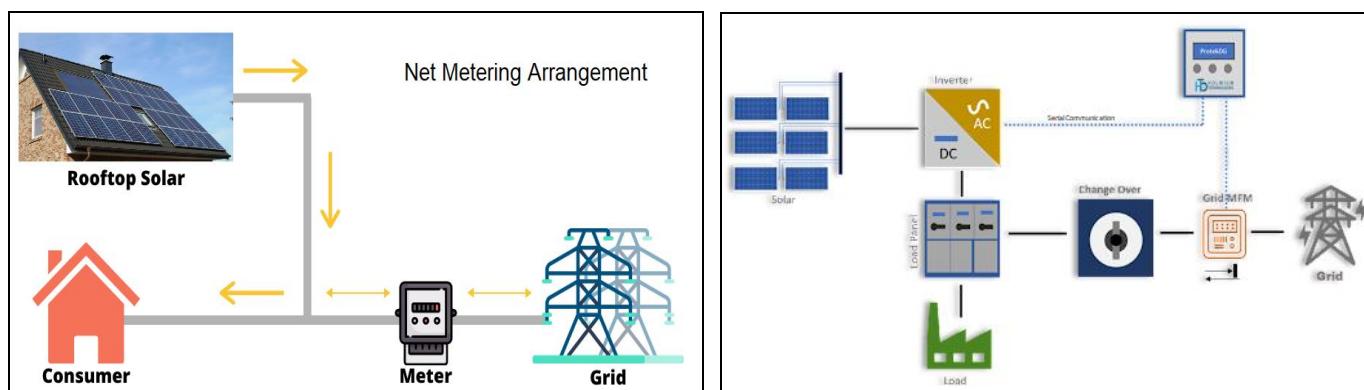 Net Metering Arrangement
Rooftop Solar
Consumer
Meter
Grid
Solar
Inverter
AC
DC
Serial Communication
Load Panel
Load
Change Over
Grid MFM
Grid